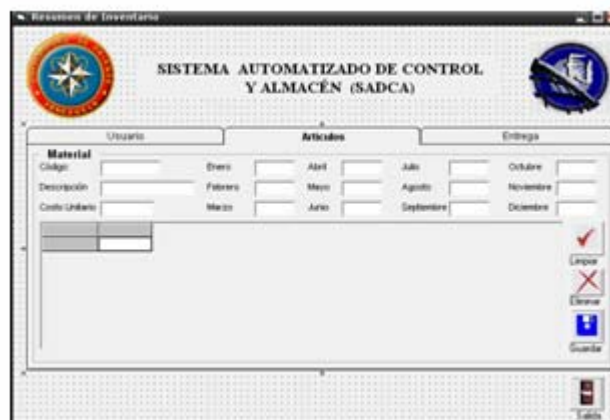 Resumen de Inventario
SISTEMA AUTOMATIZADO DE CONTROL
Y ALMACÉN (SADCA)
Usuario Articulos Entrega
Material
Código Enero Abril Julio Octubre
Descripción Febrero Mayo Agosto Noviembre
Costo Unitario Marzo Junio Septiembre Diciembre
Limpiar
Eliminar
Guardar
Salida